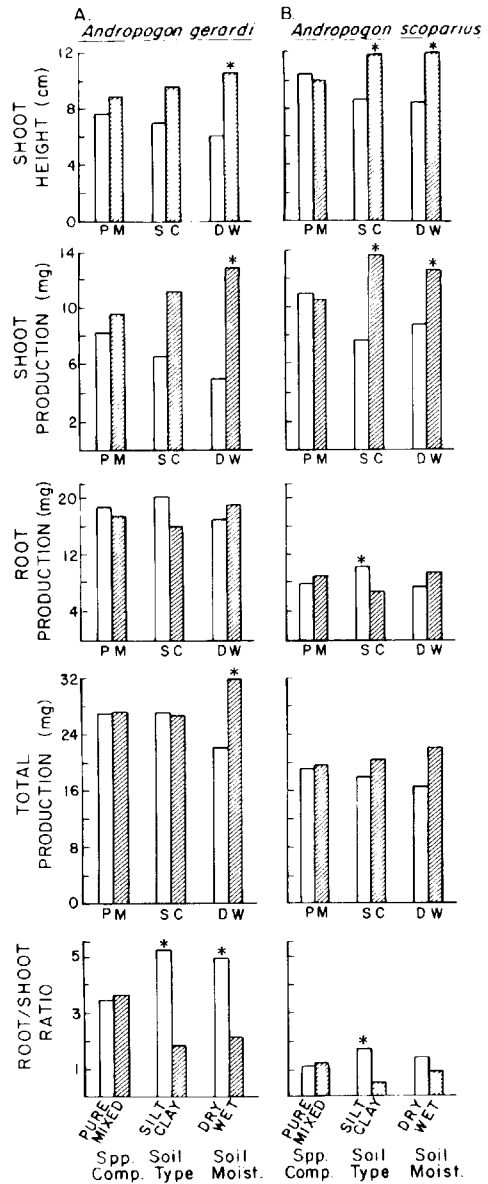 A.
B.
Andropogon gerardi
Andropogon scoparius
SHOOT HEIGHT (cm)
12
8
4
0
*
*
*
P M
S C
D W
P M
S C
D W
SHOOT PRODUCTION (mg)
14
10
6
2
*
*
*
P M
S C
D W
P M
S C
D W
ROOT PRODUCTION (mg)
20
12
4
*
P M
S C
D W
P M
S C
D W
TOTAL PRODUCTION (mg)
32
24
16
8
0
*
P M
S C
D W
P M
S C
D W
ROOT/SHOOT RATIO
5
3
1
*
*
*
PURE
MIXED
SILT
CLAY
DRY
WET
PURE
MIXED
SILT
CLAY
DRY
WET
Spp. Soil Soil
Comp. Type Moist.
Spp. Soil Soil
Comp. Type Moist.